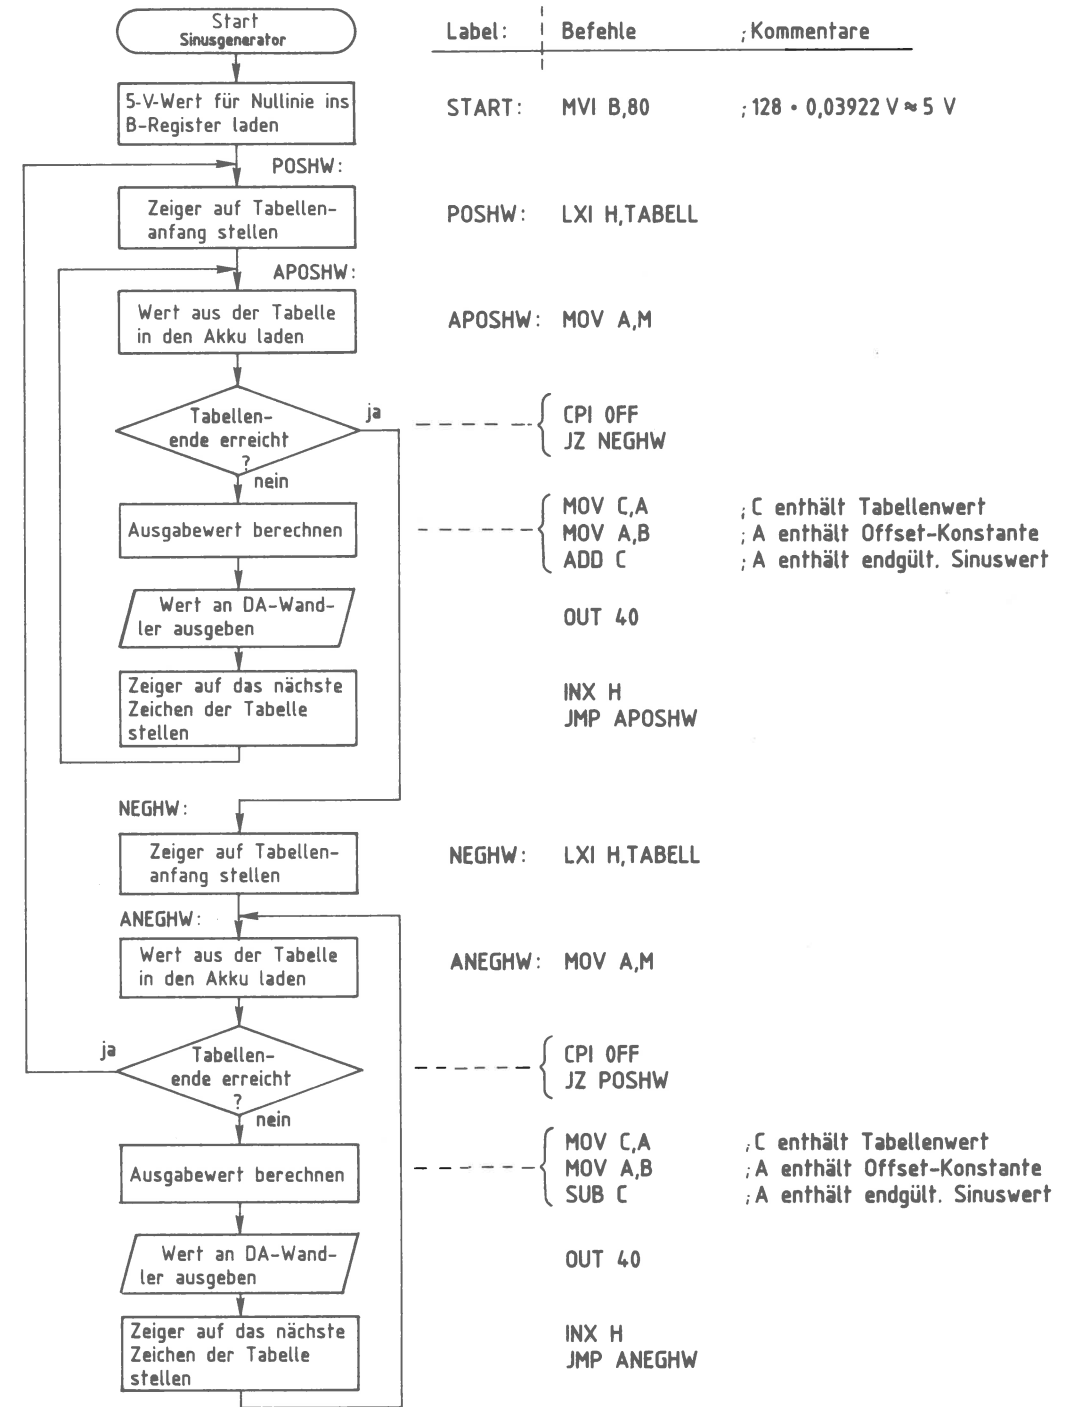 Start
Sinusgenerator
Label: Befehle ;Kommentare
5-V-Wert für Nullinie ins
B-Register laden
START: MVI B,80 ;128 • 0,03922 V ≈ 5 V
POSHW:
Zeiger auf Tabellen-
anfang stellen
POSHW: LXI H,TABELL
APOSHW:
Wert aus der Tabelle
in den Akku laden
APOSHW: MOV A,M
Tabellen-
ende erreicht
?
ja
nein
CPI 0FF
JZ NEGHW
Ausgabewert berechnen
MOV C,A ;C enthält Tabellenwert
MOV A,B ;A enthält Offset-Konstante
ADD C ;A enthält endgült. Sinuswert
Wert an DA-Wand-
ler ausgeben
OUT 40
Zeiger auf das nächste
Zeichen der Tabelle
stellen
INX H
JMP APOSHW
NEGHW:
Zeiger auf Tabellen-
anfang stellen
NEGHW: LXI H,TABELL
ANEGHW:
Wert aus der Tabelle
in den Akku laden
ANEGHW: MOV A,M
ja
Tabellen-
ende erreicht
?
nein
CPI 0FF
JZ POSHW
Ausgabewert berechnen
MOV C,A ;C enthält Tabellenwert
MOV A,B ;A enthält Offset-Konstante
SUB C ;A enthält endgült. Sinuswert
Wert an DA-Wand-
ler ausgeben
OUT 40
Zeiger auf das nächste
Zeichen der Tabelle
stellen
INX H
JMP ANEGHW